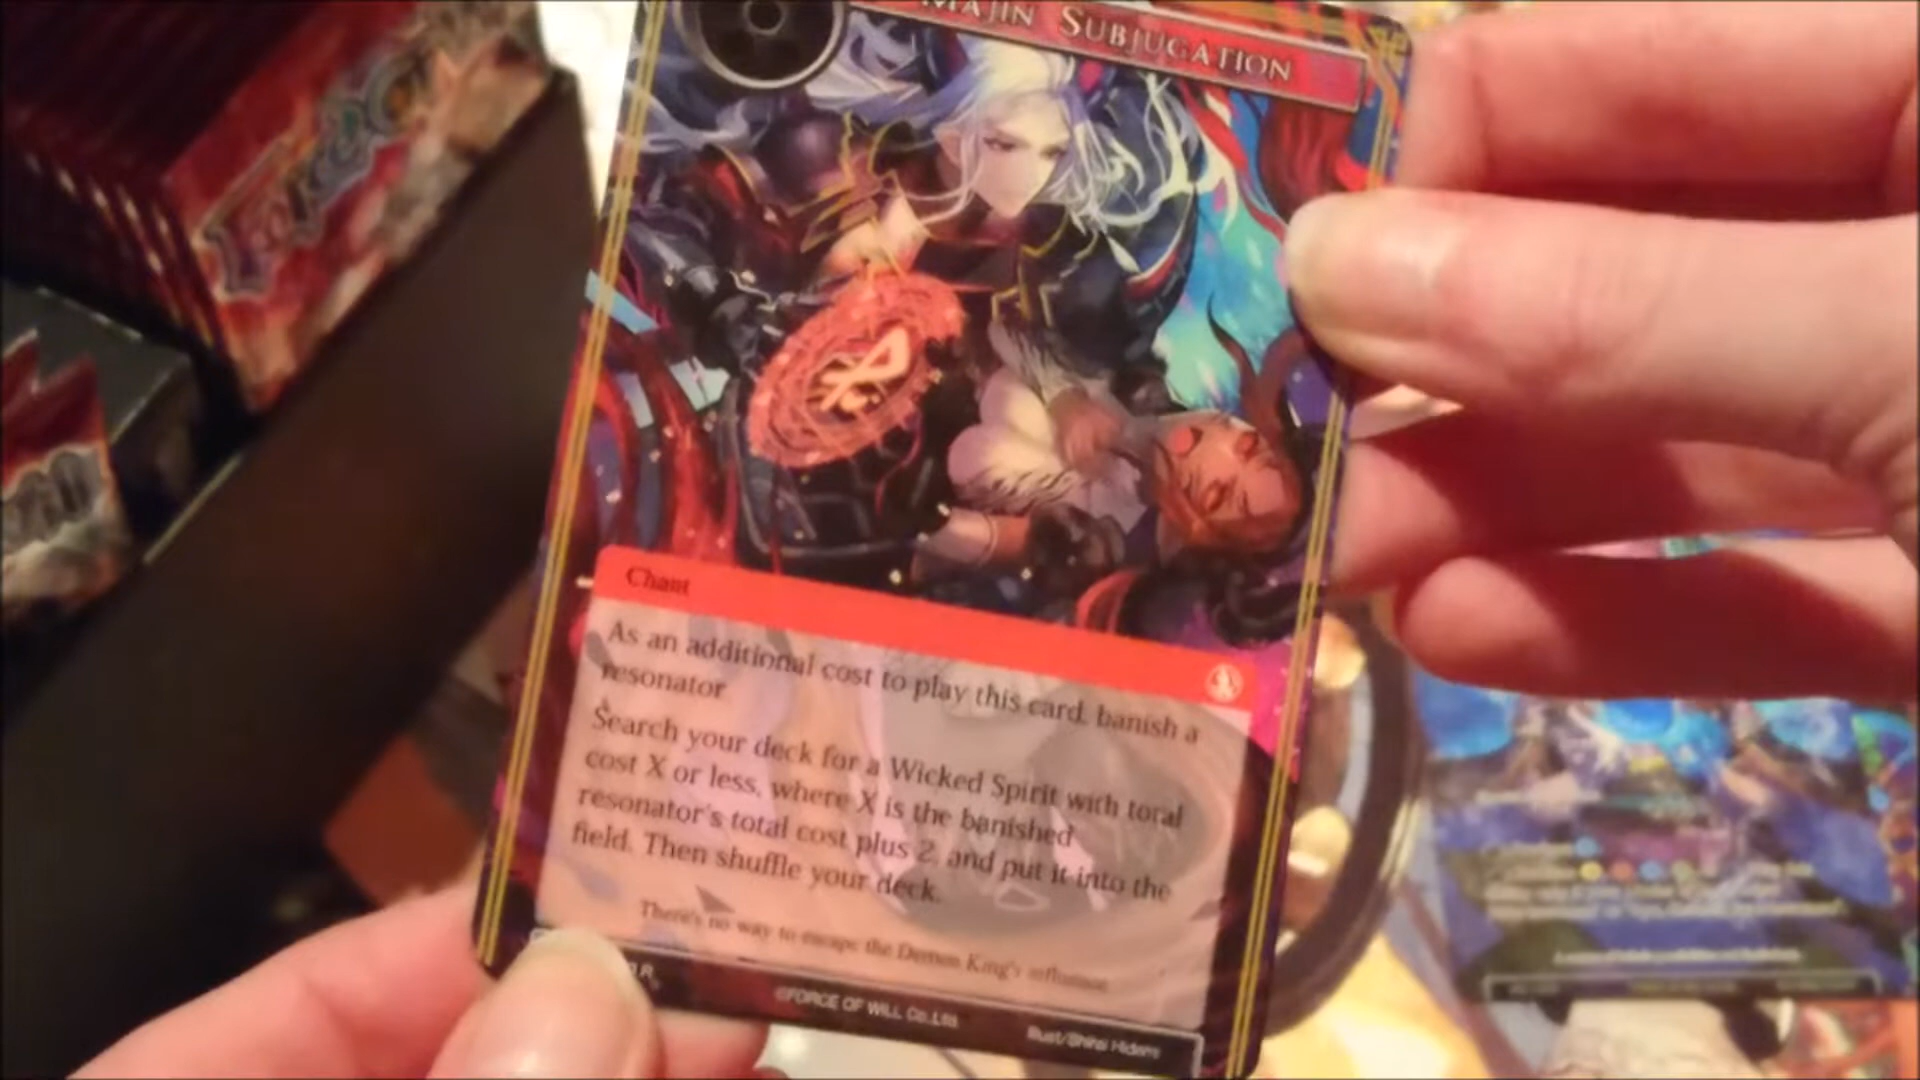 MAJIN SUBJUGATION
Chant
As an additional cost to play this card, banish a
resonator.
Search your deck for a Wicked Spirit with total
cost X or less, where X is the banished
resonator's total cost plus 2, and put it into the
field. Then shuffle your deck.
There's no way to escape the Demon King's influence.
©FORCE OF WILL Co.,Ltd.
Illust/Shirai Hidemi
FORCE